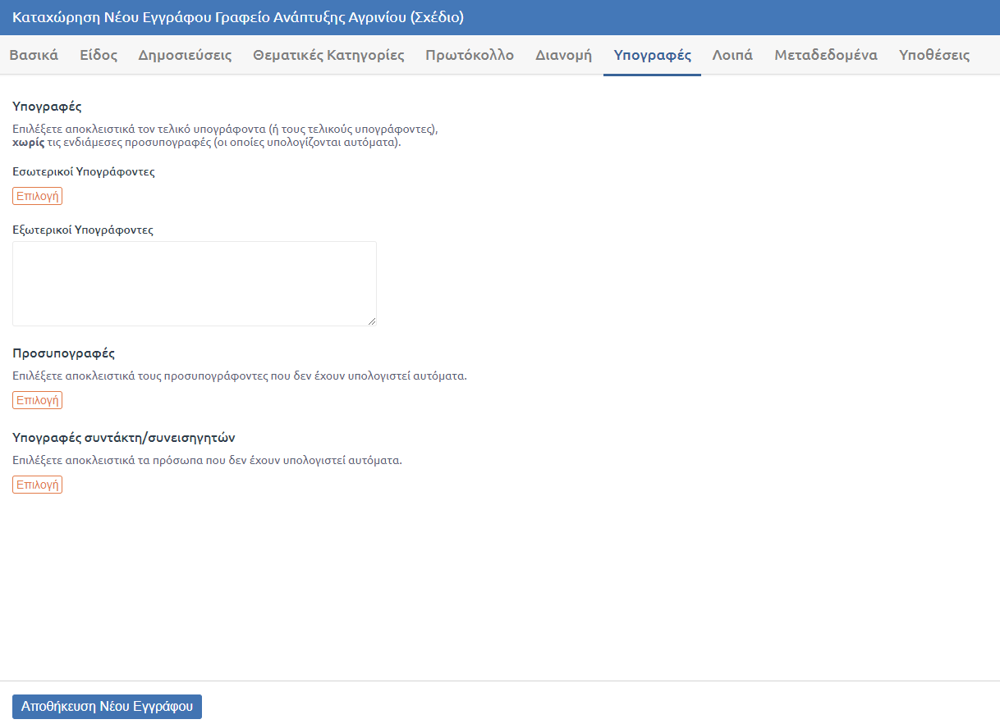 Καταχώρηση Νέου Εγγράφου Γραφείο Ανάπτυξης Αγρινίου (Σχέδιο)
Βασικά Είδος Δημοσιεύσεις Θεματικές Κατηγορίες Πρωτόκολλο Διανομή Υπογραφές Λοιπά Μεταδεδομένα Υποθέσεις
Υπογραφές
Επιλέξετε αποκλειστικά τον τελικό υπογράφοντα (ή τους τελικούς υπογράφοντες),
χωρίς τις ενδιάμεσες προσυπογραφές (οι οποίες υπολογίζονται αυτόματα).
Εσωτερικοί Υπογράφοντες
Επιλογή
Εξωτερικοί Υπογράφοντες
Προσυπογραφές
Επιλέξετε αποκλειστικά τους προσυπογράφοντες που δεν έχουν υπολογιστεί αυτόματα.
Επιλογή
Υπογραφές συντάκτη/συνεισηγητών
Επιλέξετε αποκλειστικά τα πρόσωπα που δεν έχουν υπολογιστεί αυτόματα.
Επιλογή
Αποθήκευση Νέου Εγγράφου